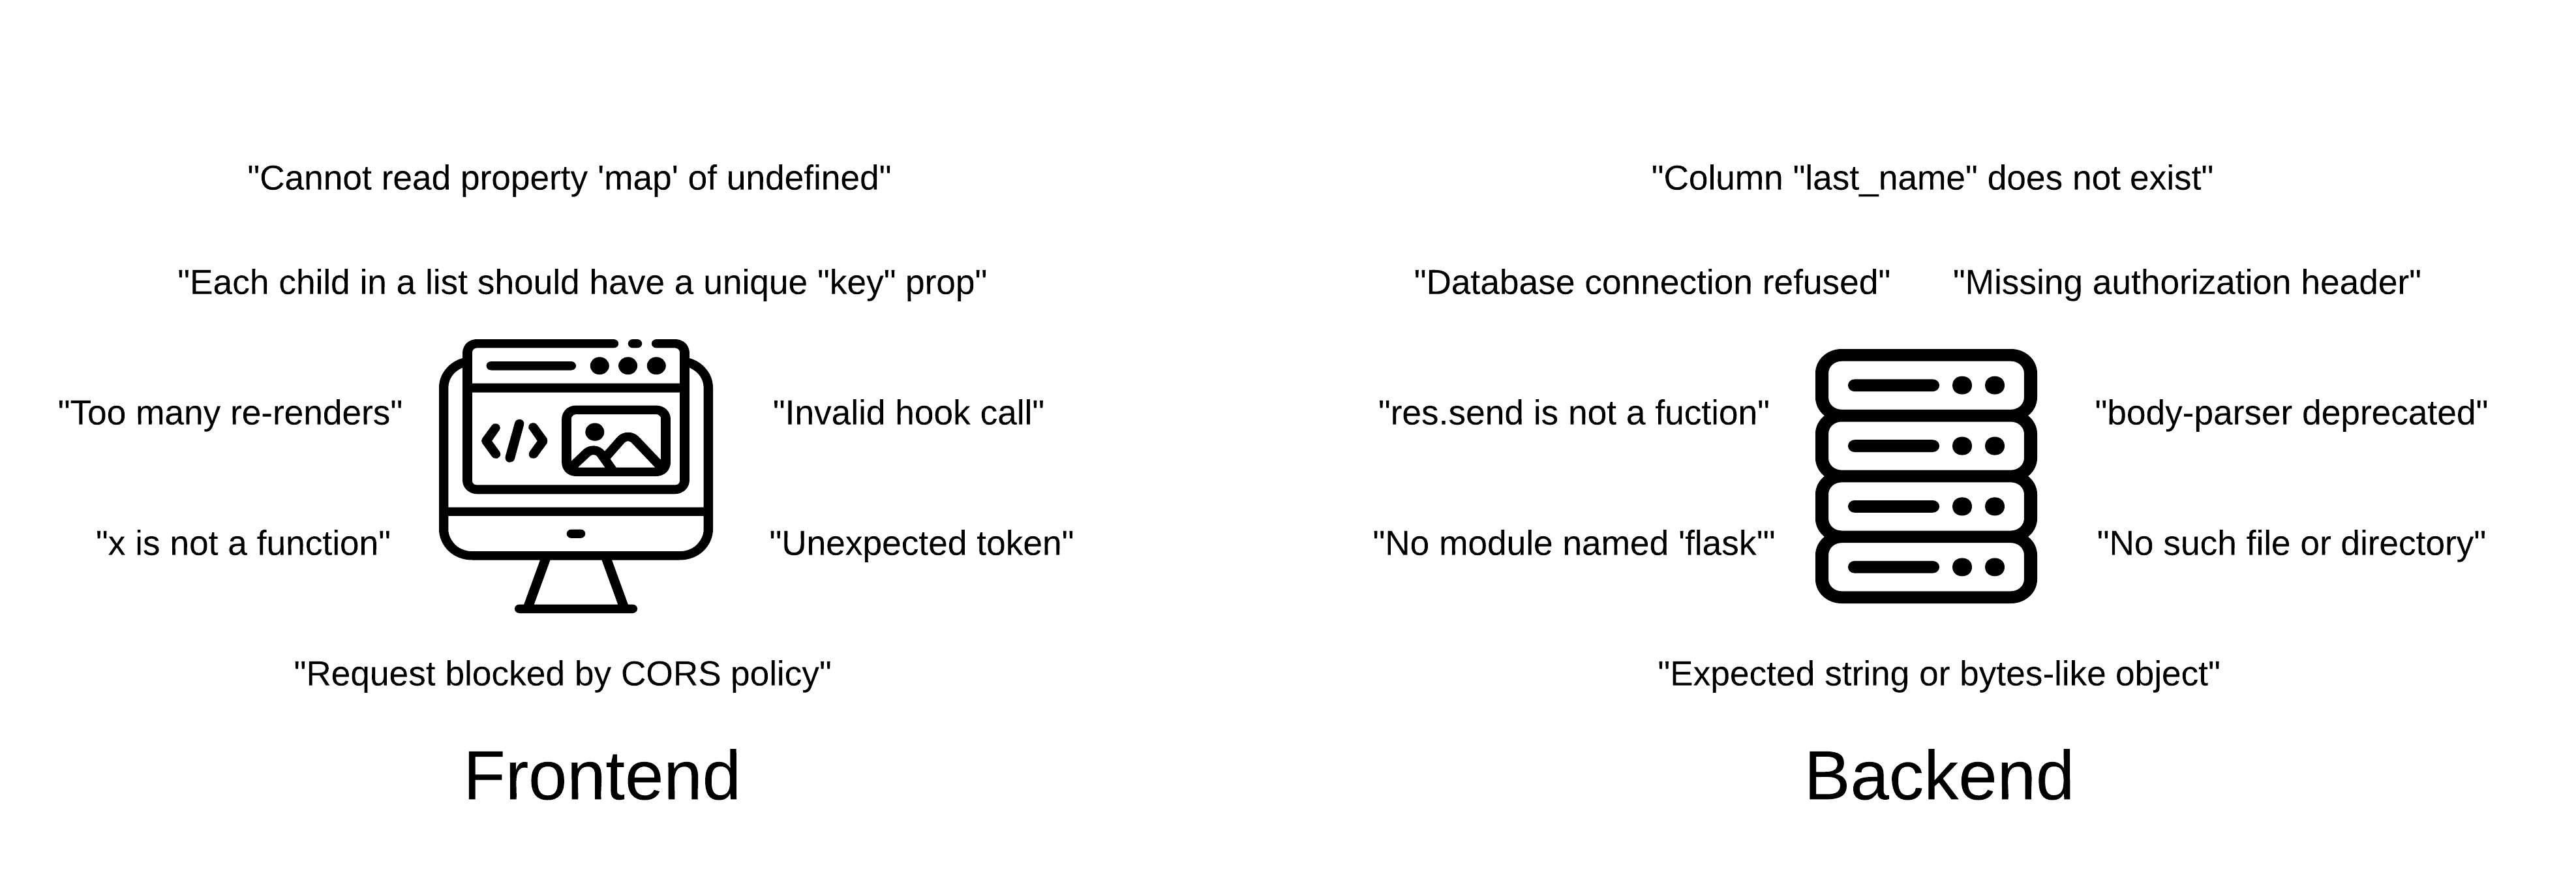 "Cannot read property 'map' of undefined"
"Each child in a list should have a unique "key" prop"
"Too many re-renders"
"Invalid hook call"
"x is not a function"
"Unexpected token"
"Request blocked by CORS policy"
Frontend
"Column "last_name" does not exist"
"Database connection refused"
"Missing authorization header"
"res.send is not a fuction"
"body-parser deprecated"
"No module named 'flask'"
"No such file or directory"
"Expected string or bytes-like object"
Backend